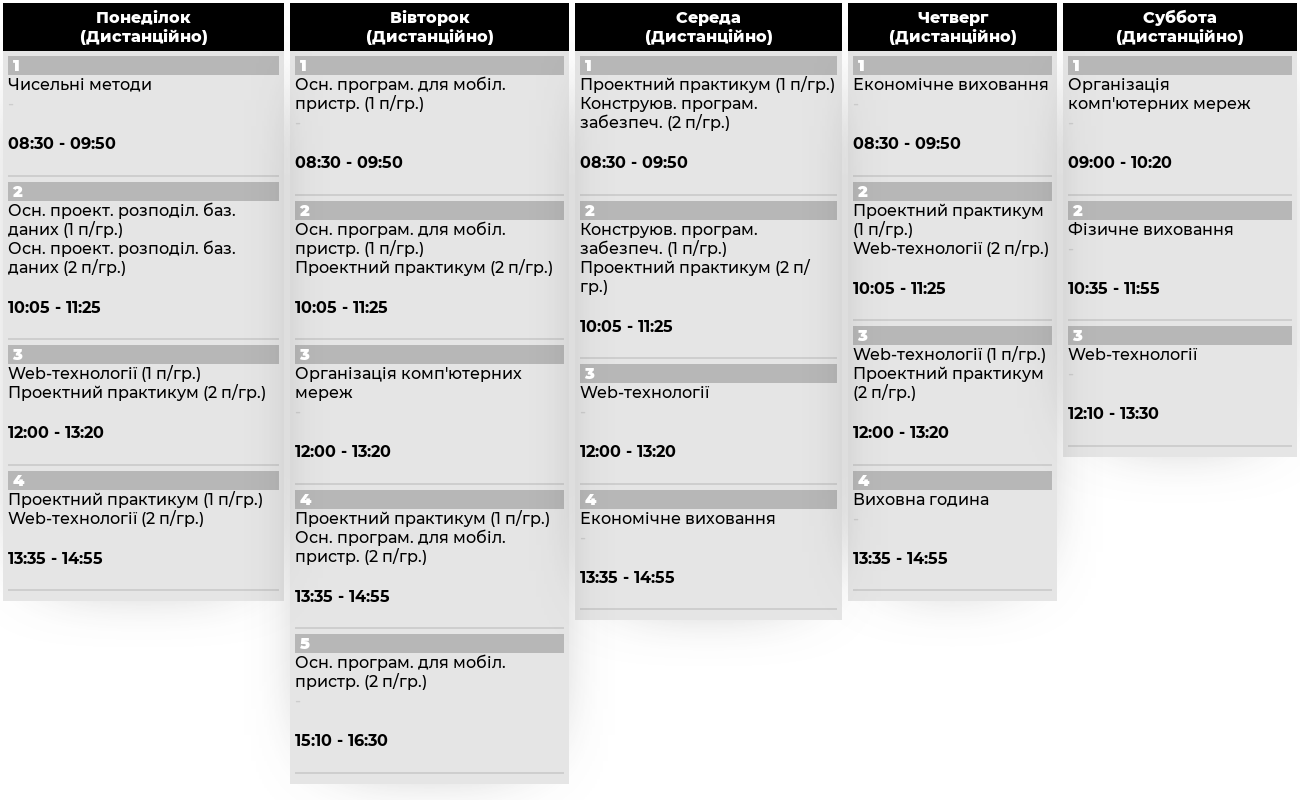 Понеділок
(Дистанційно)
1
Чисельні методи
-
08:30 - 09:50
2
Осн. проект. розподіл. баз.
даних (1 п/гр.)
Осн. проект. розподіл. баз.
даних (2 п/гр.)
10:05 - 11:25
3
Web-технології (1 п/гр.)
Проектний практикум (2 п/гр.)
12:00 - 13:20
4
Проектний практикум (1 п/гр.)
Web-технології (2 п/гр.)
13:35 - 14:55
Вівторок
(Дистанційно)
1
Осн. програм. для мобіл.
пристр. (1 п/гр.)
-
08:30 - 09:50
2
Осн. програм. для мобіл.
пристр. (1 п/гр.)
Проектний практикум (2 п/гр.)
10:05 - 11:25
3
Організація комп'ютерних
мереж
-
12:00 - 13:20
4
Проектний практикум (1 п/гр.)
Осн. програм. для мобіл.
пристр. (2 п/гр.)
13:35 - 14:55
5
Осн. програм. для мобіл.
пристр. (2 п/гр.)
-
15:10 - 16:30
Середа
(Дистанційно)
1
Проектний практикум (1 п/гр.)
Конструюв. програм.
забезпеч. (2 п/гр.)
08:30 - 09:50
2
Конструюв. програм.
забезпеч. (1 п/гр.)
Проектний практикум (2 п/
гр.)
10:05 - 11:25
3
Web-технології
-
12:00 - 13:20
4
Економічне виховання
-
13:35 - 14:55
Четверг
(Дистанційно)
1
Економічне виховання
-
08:30 - 09:50
2
Проектний практикум
(1 п/гр.)
Web-технології (2 п/гр.)
10:05 - 11:25
3
Web-технології (1 п/гр.)
Проектний практикум
(2 п/гр.)
12:00 - 13:20
4
Виховна година
-
13:35 - 14:55
Суббота
(Дистанційно)
1
Організація
комп'ютерних мереж
-
09:00 - 10:20
2
Фізичне виховання
-
10:35 - 11:55
3
Web-технології
-
12:10 - 13:30